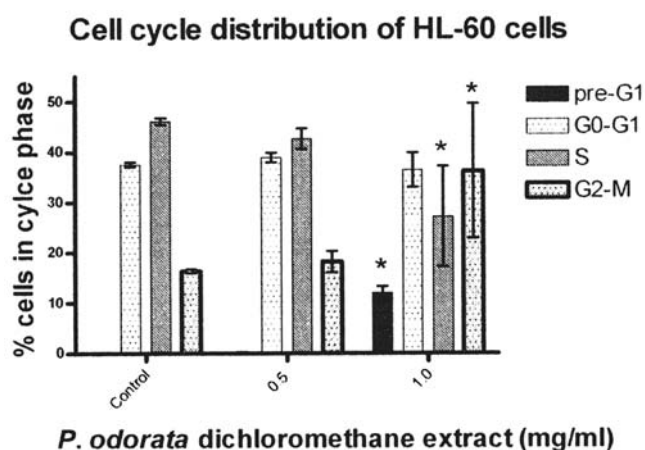 Cell cycle distribution of HL-60 cells
% cells in cylce phase
50
40
30
20
10
0
*
*
*
pre-G1
G0-G1
S
G2-M
Control
0.5
1.0
P. odorata dichloromethane extract (mg/ml)